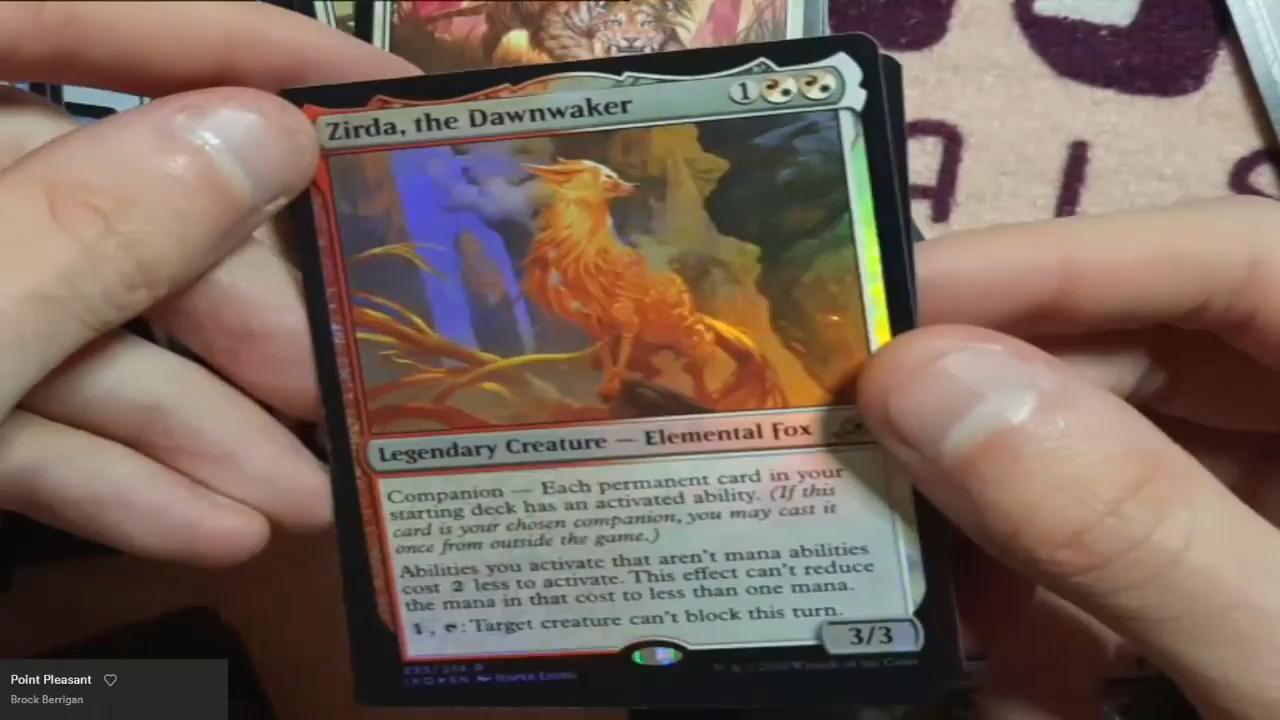 Zirda, the Dawnwaker
1
Legendary Creature — Elemental Fox
Companion — Each permanent card in your
starting deck has an activated ability. (If this
card is your chosen companion, you may cast it
once from outside the game.)
Abilities you activate that aren't mana abilities
cost 2 less to activate. This effect can't reduce
the mana in that cost to less than one mana.
1, : Target creature can't block this turn.
3/3
Point Pleasant
Brock Berrigan